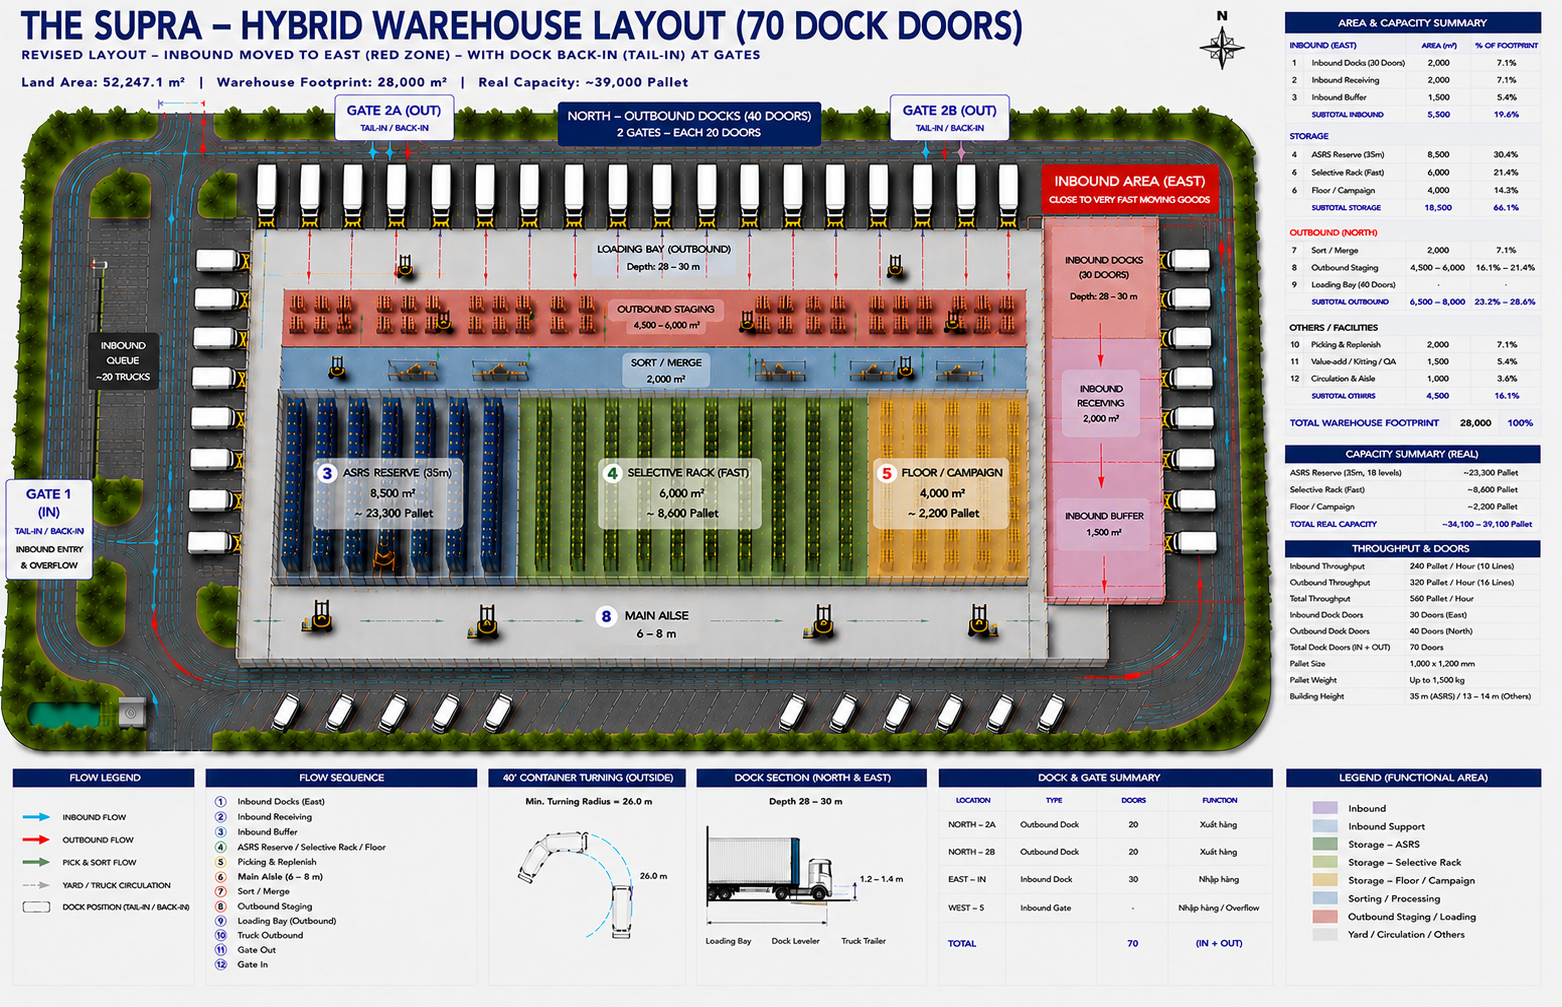 THE SUPRA – HYBRID WAREHOUSE LAYOUT (70 DOCK DOORS)
REVISED LAYOUT – INBOUND MOVED TO EAST (RED ZONE) – WITH DOCK BACK-IN (TAIL-IN) AT GATES
Land Area: 52,247.1 m² | Warehouse Footprint: 28,000 m² | Real Capacity: ~39,000 Pallet
N
GATE 2A (OUT)
TAIL-IN / BACK-IN
NORTH – OUTBOUND DOCKS (40 DOORS)
2 GATES – EACH 20 DOORS
GATE 2B (OUT)
TAIL-IN / BACK-IN
INBOUND AREA (EAST)
CLOSE TO VERY FAST MOVING GOODS
LOADING BAY (OUTBOUND)
Depth: 28 – 30 m
INBOUND DOCKS
(30 DOORS)
Depth: 28 – 30 m
OUTBOUND STAGING
4,500 – 6,000 m²
INBOUND
QUEUE
~20 TRUCKS
SORT / MERGE
2,000 m²
INBOUND
RECEIVING
2,000 m²
3 ASRS RESERVE (35m)
8,500 m²
~ 23,300 Pallet
4 SELECTIVE RACK (FAST)
6,000 m²
~ 8,600 Pallet
5 FLOOR / CAMPAIGN
4,000 m²
~ 2,200 Pallet
INBOUND BUFFER
1,500 m²
GATE 1
(IN)
TAIL-IN / BACK-IN
INBOUND ENTRY
& OVERFLOW
8 MAIN AILSE
6 – 8 m
AREA & CAPACITY SUMMARY
INBOUND (EAST) AREA (m²) % OF FOOTPRINT
1 Inbound Docks (30 Doors) 2,000 7.1%
2 Inbound Receiving 2,000 7.1%
3 Inbound Buffer 1,500 5.4%
SUBTOTAL INBOUND 5,500 19.6%
STORAGE
4 ASRS Reserve (35m) 8,500 30.4%
6 Selective Rack (Fast) 6,000 21.4%
6 Floor / Campaign 4,000 14.3%
SUBTOTAL STORAGE 18,500 66.1%
OUTBOUND (NORTH)
7 Sort / Merge 2,000 7.1%
8 Outbound Staging 4,500 – 6,000 16.1% – 21.4%
9 Loading Bay (40 Doors) - -
SUBTOTAL OUTBOUND 6,500 – 8,000 23.2% – 28.6%
OTHERS / FACILITIES
10 Picking & Replenish 2,000 7.1%
11 Value-add / Kitting / QA 1,500 5.4%
12 Circulation & Aisle 1,000 3.6%
SUBTOTAL OTHRRS 4,500 16.1%
TOTAL WAREHOUSE FOOTPRINT 28,000 100%
CAPACITY SUMMARY (REAL)
ASRS Reserve (35m, 18 levels) ~23,300 Pallet
Selective Rack (Fast) ~8,600 Pallet
Floor / Campaign ~2,200 Pallet
TOTAL REAL CAPACITY ~34,100 – 39,100 Pallet
THROUGHPUT & DOORS
Inbound Throughput 240 Pallet / Hour (10 Lines)
Outbound Throughput 320 Pallet / Hour (16 Lines)
Total Throughput 560 Pallet / Hour
Inbound Dock Doors 30 Doors (East)
Outbound Dock Doors 40 Doors (North)
Total Dock Doors (IN + OUT) 70 Doors
Pallet Size 1,000 x 1,200 mm
Pallet Weight Up to 1,500 kg
Building Height 35 m (ASRS) / 13 – 14 m (Others)
FLOW LEGEND
INBOUND FLOW
OUTBOUND FLOW
PICK & SORT FLOW
YARD / TRUCK CIRCULATION
DOCK POSITION (TAIL-IN / BACK-IN)
FLOW SEQUENCE
1 Inbound Docks (East)
2 Inbound Receiving
3 Inbound Buffer
4 ASRS Reserve / Selective Rack / Floor
5 Picking & Replenish
6 Main Aisle (6 – 8 m)
7 Sort / Merge
8 Outbound Staging
9 Loading Bay (Outbound)
10 Truck Outbound
11 Gate Out
12 Gate In
40' CONTAINER TURNING (OUTSIDE)
Min. Turning Radius = 26.0 m
26.0 m
DOCK SECTION (NORTH & EAST)
Depth 28 – 30 m
1.2 – 1.4 m
Loading Bay Dock Leveler Truck Trailer
DOCK & GATE SUMMARY
LOCATION TYPE DOORS FUNCTION
NORTH – 2A Outbound Dock 20 Xuất hàng
NORTH – 2B Outbound Dock 20 Xuất hàng
EAST – IN Inbound Dock 30 Nhập hàng
WEST – 5 Inbound Gate - Nhập hàng / Overflow
TOTAL 70 (IN + OUT)
LEGEND (FUNCTIONAL AREA)
Inbound
Inbound Support
Storage – ASRS
Storage – Selective Rack
Storage – Floor / Campaign
Sorting / Processing
Outbound Staging / Loading
Yard / Circulation / Others